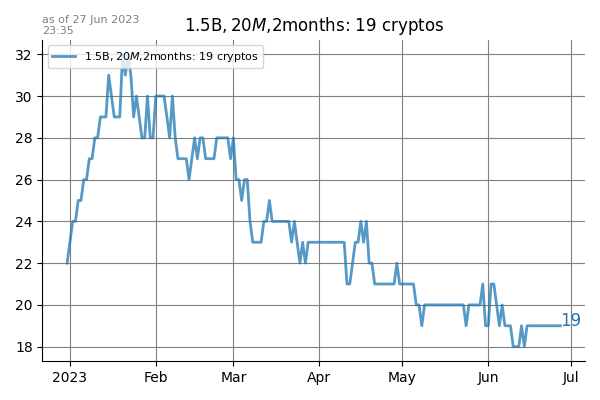 as of 27 Jun 2023
23:35
1.5B, 20M,2months: 19 cryptos
1.5B, 20M,2months: 19 cryptos
32
30
28
26
24
22
20
18
19
2023 Feb Mar Apr May Jun Jul